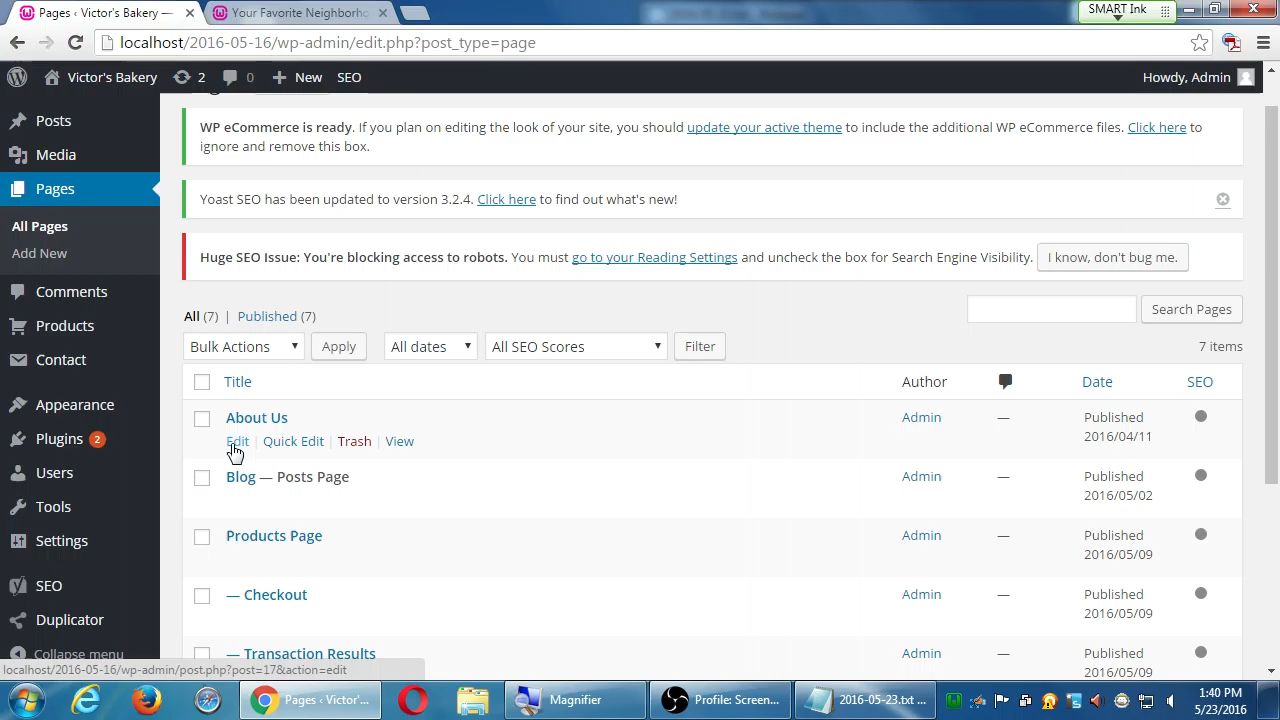 Pages ‹ Victor's Bakery —
Your Favorite Neighborho
SMART Ink
localhost/2016-05-16/wp-admin/edit.php?post_type=page
Victor's Bakery 2 0 New SEO Howdy, Admin
Posts
Media
Pages
All Pages
Add New
Comments
Products
Contact
Appearance
Plugins 2
Users
Tools
Settings
SEO
Duplicator
Collapse menu
WP eCommerce is ready. If you plan on editing the look of your site, you should update your active theme to include the additional WP eCommerce files. Click here to
ignore and remove this box.
Yoast SEO has been updated to version 3.2.4. Click here to find out what's new!
Huge SEO Issue: You're blocking access to robots. You must go to your Reading Settings and uncheck the box for Search Engine Visibility. I know, don't bug me.
All (7) | Published (7)
Search Pages
Bulk Actions Apply All dates All SEO Scores Filter 7 items
Title Author Date SEO
About Us Admin — Published
2016/04/11
Edit | Quick Edit | Trash | View
Blog — Posts Page Admin — Published
2016/05/02
Products Page Admin — Published
2016/05/09
— Checkout Admin — Published
2016/05/09
— Transaction Results Admin — Published
2016/05/09
localhost/2016-05-16/wp-admin/post.php?post=17&action=edit
Pages ‹ Victor'...
Magnifier
Profile: Screen...
2016-05-23.txt ...
1:40 PM
5/23/2016